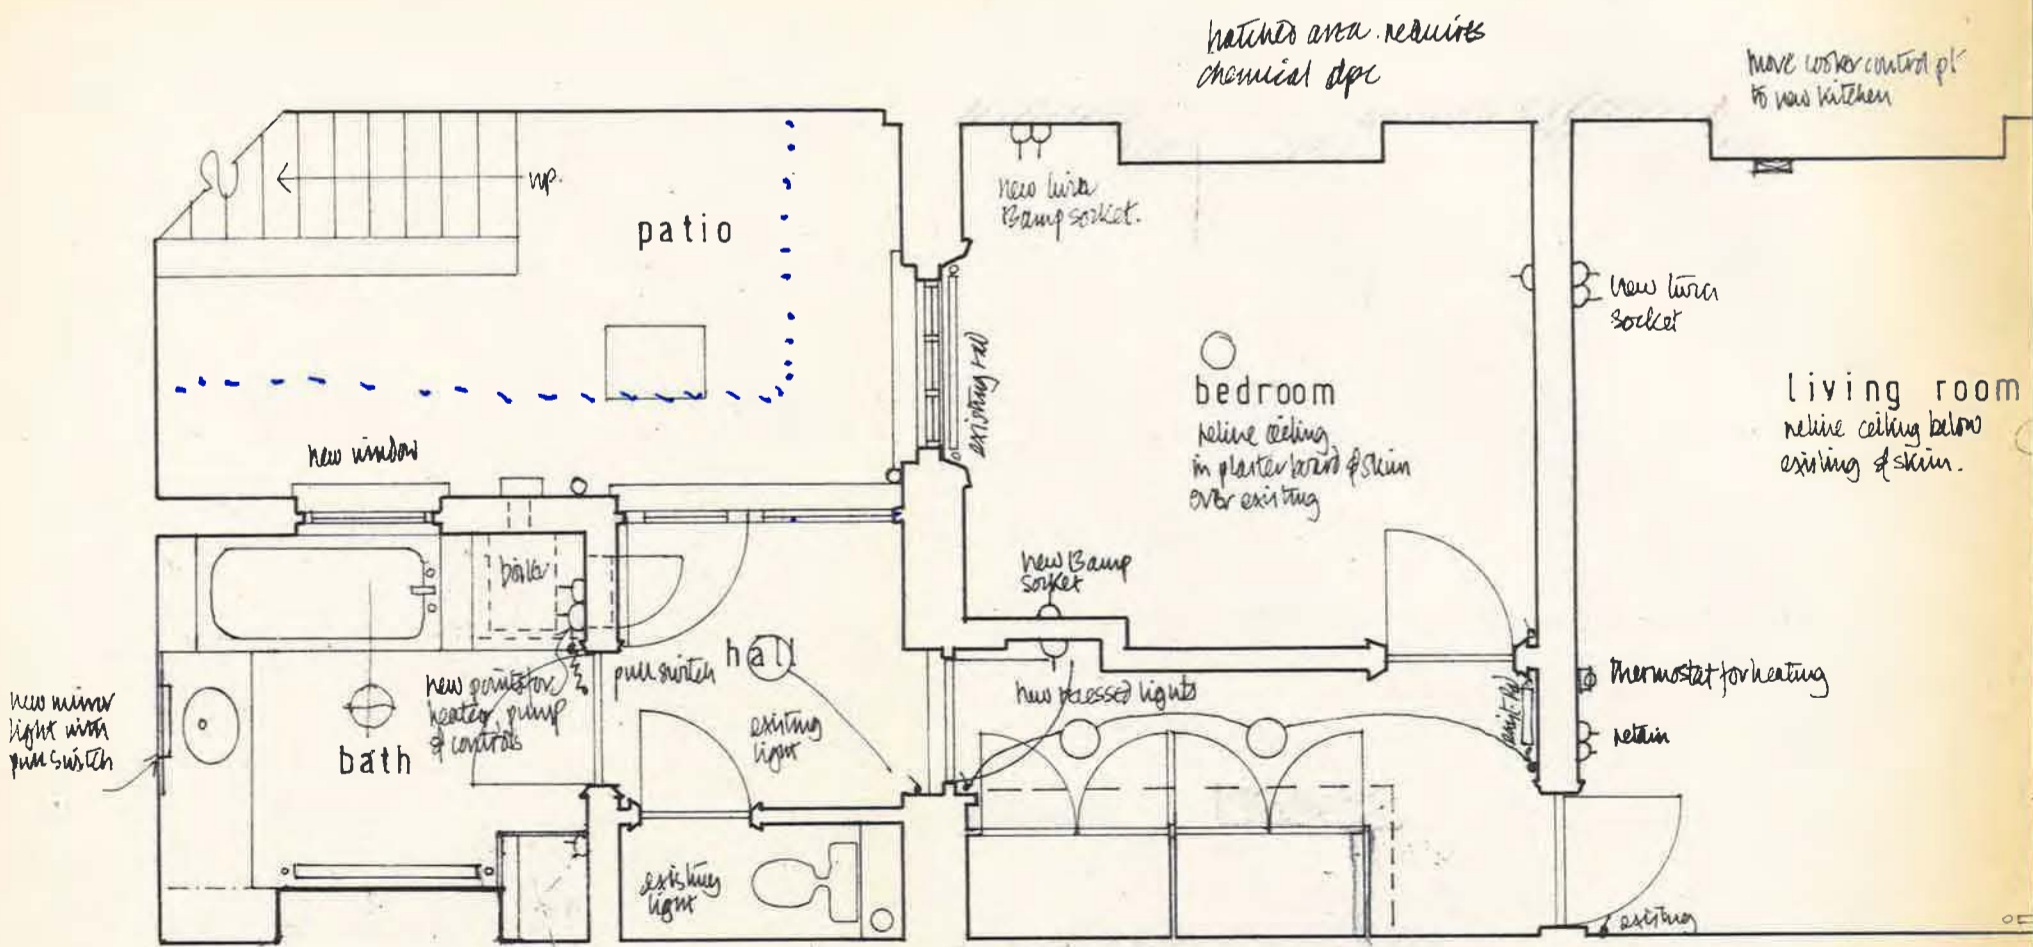 hatched area requires
chemical dpc
move cooker control pt
to new kitchen
up.
patio
new twin
13amp socket.
new twin
socket
existing rad
bedroom
reline ceiling
in plasterboard & skim
over existing
living room
reline ceiling below
existing & skim.
new window
boiler
new 13amp
socket
hall
pull switch
new points for
heater, pump
& controls
new mirror
light with
pull switch
bath
existing
light
new recessed lights
exist. rad
thermostat for heating
retain
existing
light
existing